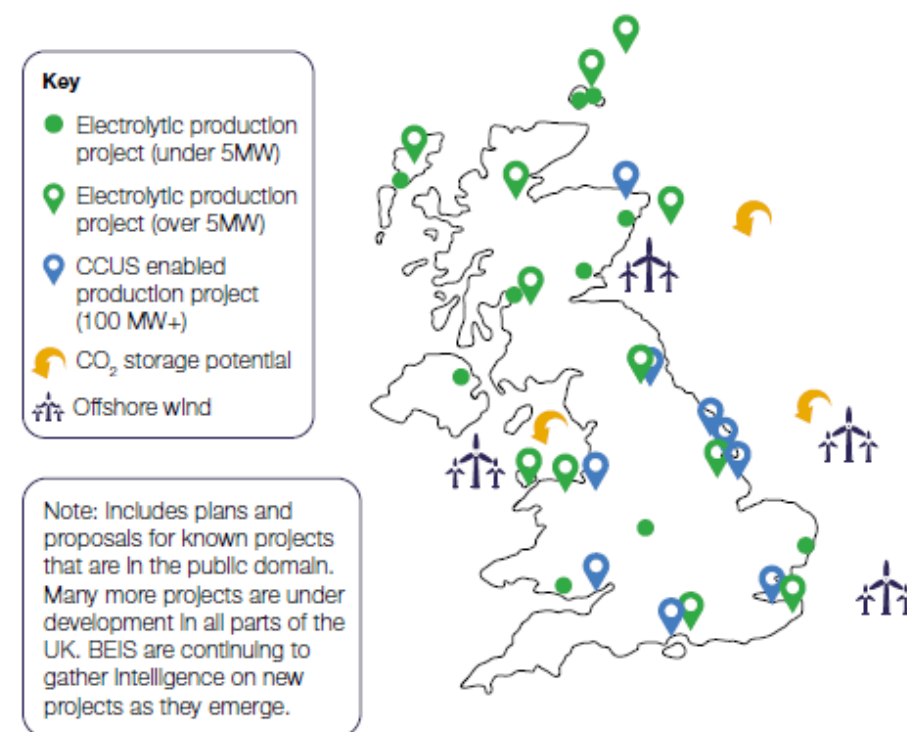 Key
Electrolytic production
project (under 5MW)
Electrolytic production
project (over 5MW)
CCUS enabled
production project
(100 MW+)
CO₂ storage potential
Offshore wind
Note: Includes plans and
proposals for known projects
that are in the public domain.
Many more projects are under
development in all parts of the
UK. BEIS are continuing to
gather intelligence on new
projects as they emerge.